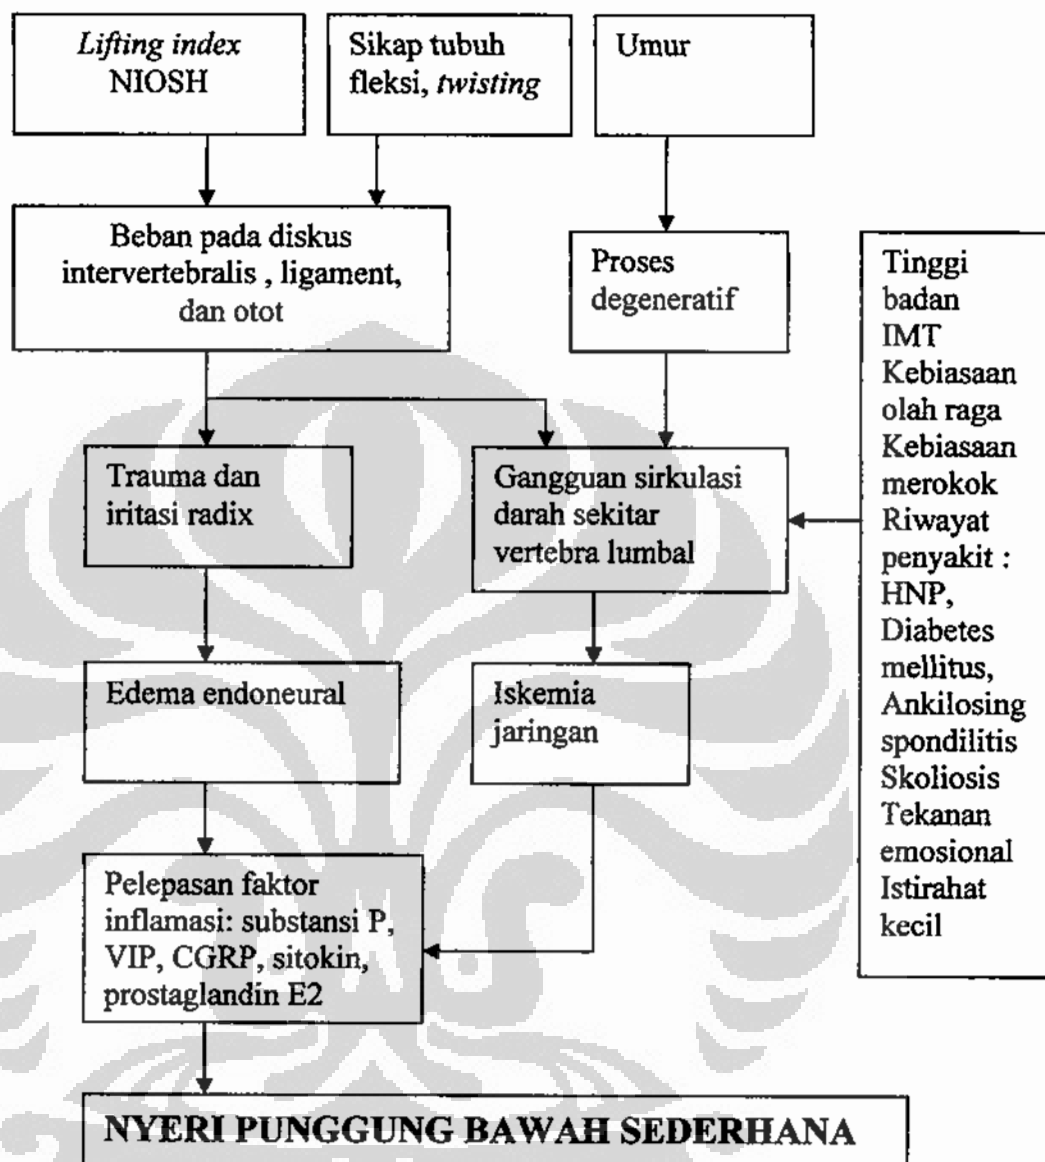 Lifting index
NIOSH
Sikap tubuh
fleksi, twisting
Umur
Beban pada diskus
intervertebralis , ligament,
dan otot
Proses
degeneratif
Tinggi
badan
IMT
Kebiasaan
olah raga
Kebiasaan
merokok
Riwayat
penyakit :
HNP,
Diabetes
mellitus,
Ankilosing
spondilitis
Skoliosis
Tekanan
emosional
Istirahat
kecil
Trauma dan
iritasi radix
Gangguan sirkulasi
darah sekitar
vertebra lumbal
Edema endoneural
Iskemia
jaringan
Pelepasan faktor
inflamasi: substansi P,
VIP, CGRP, sitokin,
prostaglandin E2
NYERI PUNGGUNG BAWAH SEDERHANA